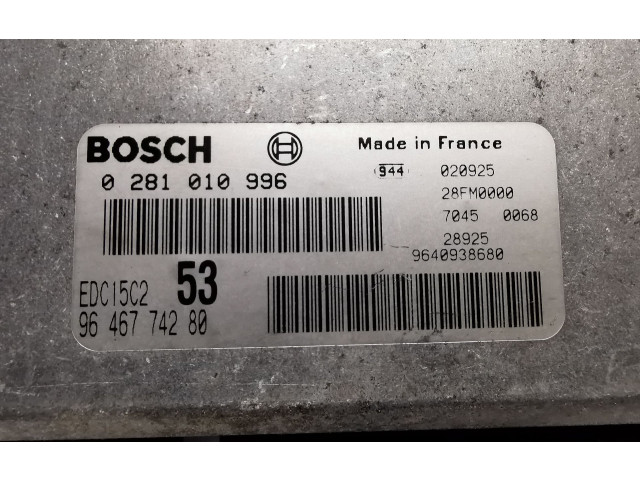 BOSCH Made in France
0 281 010 996 944 020925
28FM0000
7045 0068
28925
9640938680
EDC15C2 53
96 467 742 80